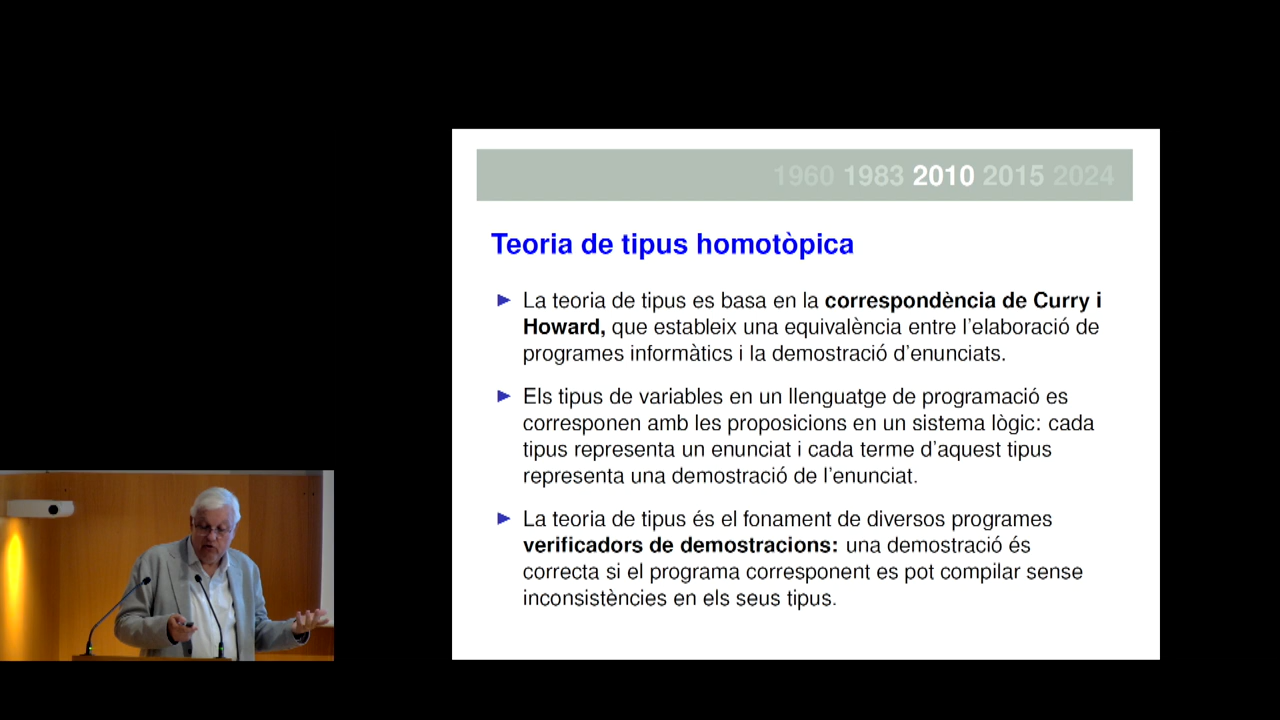 1960 1983 2010 2015 2024
Teoria de tipus homotòpica
La teoria de tipus es basa en la correspondència de Curry i
Howard, que estableix una equivalència entre l'elaboració de
programes informàtics i la demostració d'enunciats.
Els tipus de variables en un llenguatge de programació es
corresponen amb les proposicions en un sistema lògic: cada
tipus representa un enunciat i cada terme d'aquest tipus
representa una demostració de l'enunciat.
La teoria de tipus és el fonament de diversos programes
verificadors de demostracions: una demostració és
correcta si el programa corresponent es pot compilar sense
inconsistències en els seus tipus.